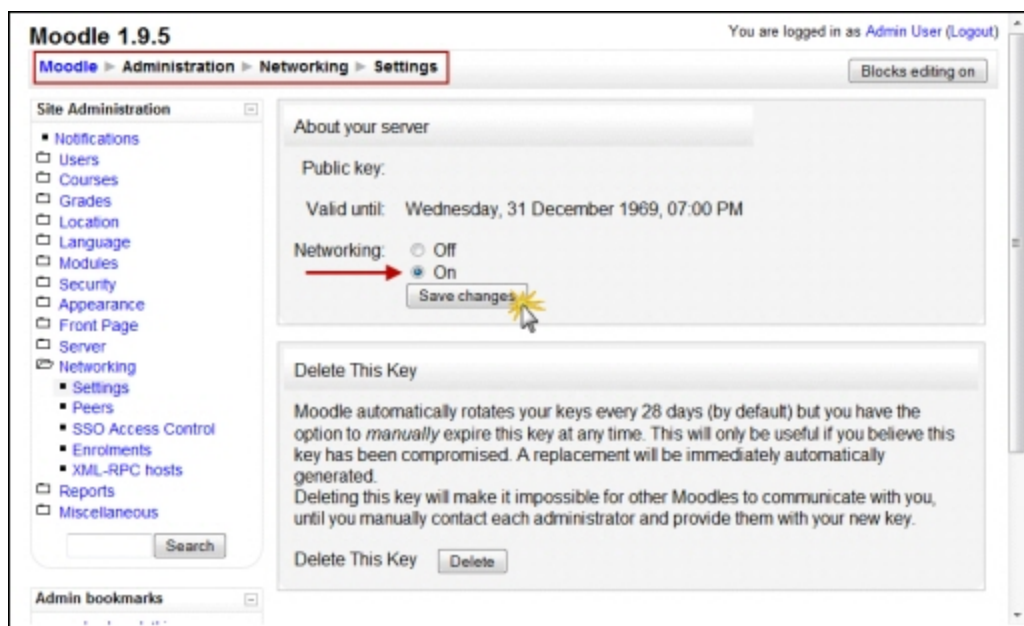 Moodle 1.9.5
You are logged in as Admin User (Logout)
Moodle ► Administration ► Networking ► Settings
Blocks editing on
Site Administration
Notifications
Users
Courses
Grades
Location
Language
Modules
Security
Appearance
Front Page
Server
Networking
Settings
Peers
SSO Access Control
Enrolments
XML-RPC hosts
Reports
Miscellaneous
Search
Admin bookmarks
About your server
Public key:
Valid until: Wednesday, 31 December 1969, 07:00 PM
Networking: Off
On
Save changes
Delete This Key
Moodle automatically rotates your keys every 28 days (by default) but you have the
option to manually expire this key at any time. This will only be useful if you believe this
key has been compromised. A replacement will be immediately automatically
generated.
Deleting this key will make it impossible for other Moodles to communicate with you,
until you manually contact each administrator and provide them with your new key.
Delete This Key Delete